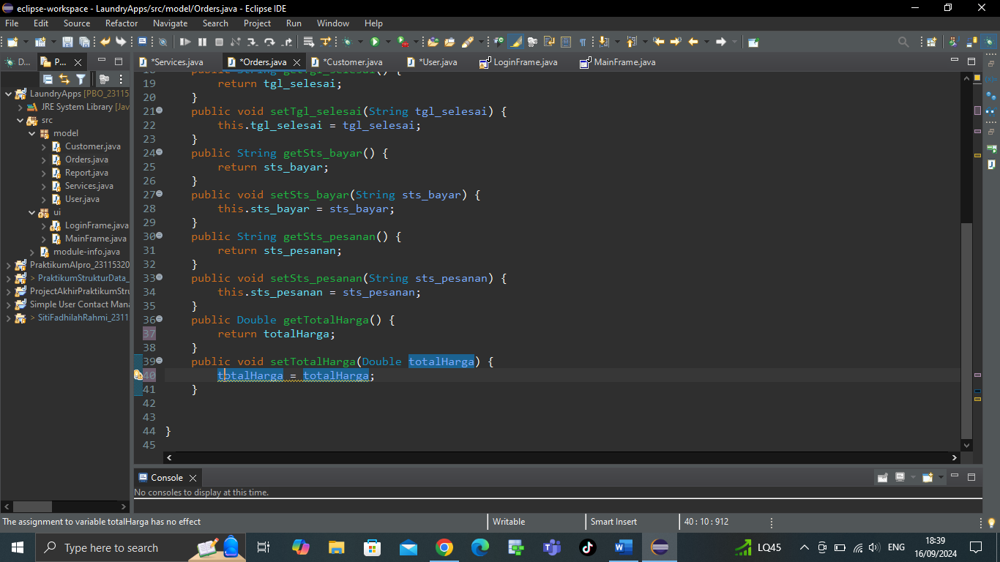 eclipse-workspace - LaundryApps/src/model/Orders.java - Eclipse IDE
File Edit Source Refactor Navigate Search Project Run Window Help
D... P... *Services.java *Orders.java *Customer.java *User.java LoginFrame.java MainFrame.java
LaundryApps [PBO_23115
JRE System Library [Jav
src
model
Customer.java
Orders.java
Report.java
Services.java
User.java
ui
LoginFrame.java
MainFrame.java
module-info.java
PraktikumAlpro_23115320
> PraktikumStrukturData_
ProjectAkhirPraktikumStru
Simple User Contact Mana
> SitiFadhilahRahmi_2311
18 public String getTgl_selesai() {
19 return tgl_selesai;
20 }
21 public void setTgl_selesai(String tgl_selesai) {
22 this.tgl_selesai = tgl_selesai;
23 }
24 public String getSts_bayar() {
25 return sts_bayar;
26 }
27 public void setSts_bayar(String sts_bayar) {
28 this.sts_bayar = sts_bayar;
29 }
30 public String getSts_pesanan() {
31 return sts_pesanan;
32 }
33 public void setSts_pesanan(String sts_pesanan) {
34 this.sts_pesanan = sts_pesanan;
35 }
36 public Double getTotalHarga() {
37 return totalHarga;
38 }
39 public void setTotalHarga(Double totalHarga) {
40 totalHarga = totalHarga;
41 }
42
43
44 }
45
Console
No consoles to display at this time.
The assignment to variable totalHarga has no effect Writable Smart Insert 40 : 10 : 912
Type here to search LQ45 ENG 18:39
16/09/2024